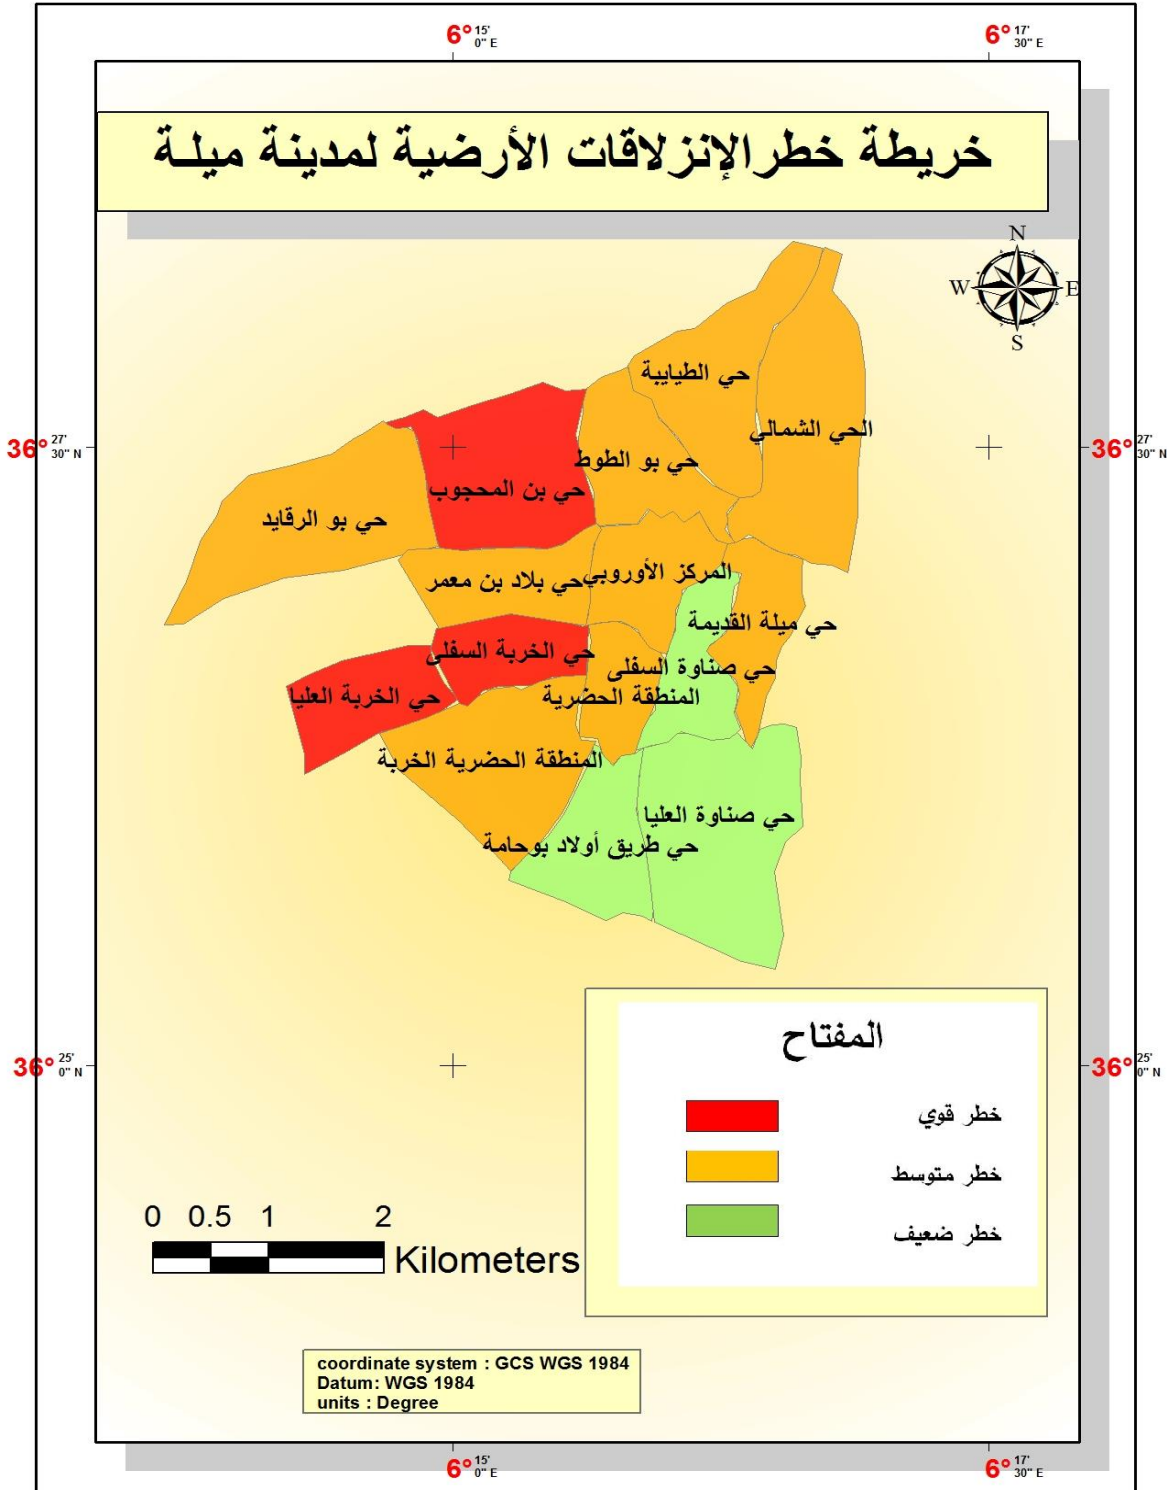 6° 15' 0" E
6° 17' 30" E
خريطة خطر الإنزلاقات الأرضية لمدينة ميلة
N
W E
S
حي الطيايبة
الحي الشمالي
36° 27' 30" N
36° 27' 30" N
حي بو الطوط
حي بن المحجوب
حي بو الرقايد
المركز الأوروبي
حي بلاد بن معمر
حي ميلة القديمة
حي الخربة السفلى
حي صناوة السفلى
حي الخربة العليا
المنطقة الحضرية
المنطقة الحضرية الخربة
حي صناوة العليا
حي طريق أولاد بوحامة
المفتاح
36° 25' 0" N
36° 25' 0" N
خطر قوي
خطر متوسط
خطر ضعيف
0 0.5 1 2
Kilometers
coordinate system : GCS WGS 1984
Datum: WGS 1984
units : Degree
6° 15' 0" E
6° 17' 30" E